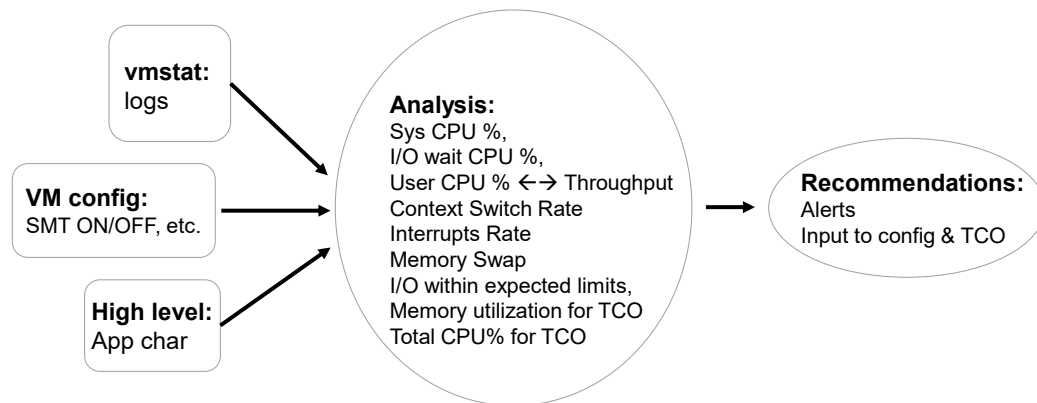 vmstat:
logs
VM config:
SMT ON/OFF, etc.
High level:
App char
Analysis:
Sys CPU %,
I/O wait CPU %,
User CPU % ←→ Throughput
Context Switch Rate
Interrupts Rate
Memory Swap
I/O within expected limits,
Memory utilization for TCO
Total CPU% for TCO
Recommendations:
Alerts
Input to config & TCO